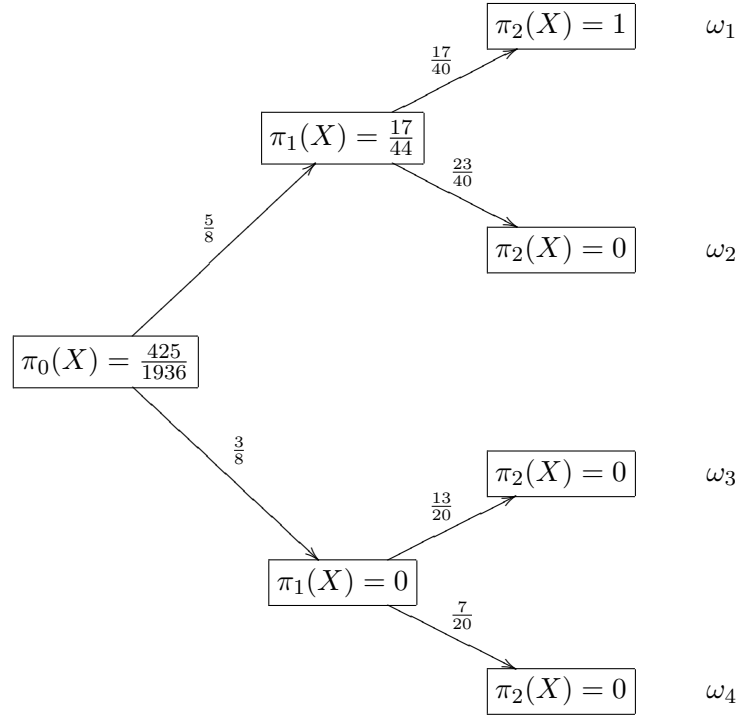 π₂(X) = 1 ω₁
17/40
π₁(X) = 17/44
23/40
5/8
π₂(X) = 0 ω₂
π₀(X) = 425/1936
3/8
π₂(X) = 0 ω₃
13/20
π₁(X) = 0
7/20
π₂(X) = 0 ω₄